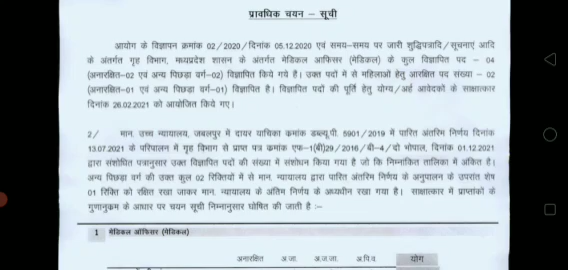 प्रावधिक चयन – सूची
आयोग के विज्ञापन क्रमांक 02/2020/दिनांक 05.12.2020 एवं समय–समय पर जारी शुद्धिपत्रादि/सूचनाएं आदि
के अंतर्गत गृह विभाग, मध्यप्रदेश शासन के अंतर्गत मेडिकल आफिसर (मेडिकल) के कुल विज्ञापित पद – 04
(अनारक्षित–02 एवं अन्य पिछड़ा वर्ग–02) विज्ञापित किये गये है। उक्त पदों में से महिलाओं हेतु आरक्षित पद संख्या – 02
(अनारक्षित–01 एवं अन्य पिछड़ा वर्ग–01) विज्ञापित है। विज्ञापित पदों की पूर्ति हेतु योग्य/अर्ह आवेदकों के साक्षात्कार
दिनांक 26.02.2021 को आयोजित किये गए।
2/ मान. उच्च न्यायालय, जबलपुर में दायर याचिका कमांक डब्ल्यू.पी. 5901/2019 में पारित अंतरिम निर्णय दिनांक
13.07.2021 के परिपालन में गृह विभाग से प्राप्त पत्र कमांक एफ–1(बी)29/2016/बी–4/दो भोपाल, दिनांक 01.12.2021
द्वारा संशोधित पत्रानुसार उक्त विज्ञापित पदों की संख्या में संशोधन किया गया है जो कि निम्नांकित तालिका में अंकित है।
अन्य पिछड़ा वर्ग की उक्त कुल 02 रिक्तियों में से मान. न्यायालय द्वारा पारित अंतरिम निर्णय के अनुपालन के उपरांत शेष
01 रिक्ति को रक्षित रखा जाकर मान. न्यायालय के अंतिम निर्णय के अध्यधीन रखा गया है। साक्षात्कार में प्राप्तांकों के
गुणानुकम के आधार पर चयन सूची निम्नानुसार घोषित की जाती है :–
1 मेडिकल ऑफिसर (मेडिकल)
अनारक्षित अ.जा. अ.ज.जा. अ.पि.व. योग